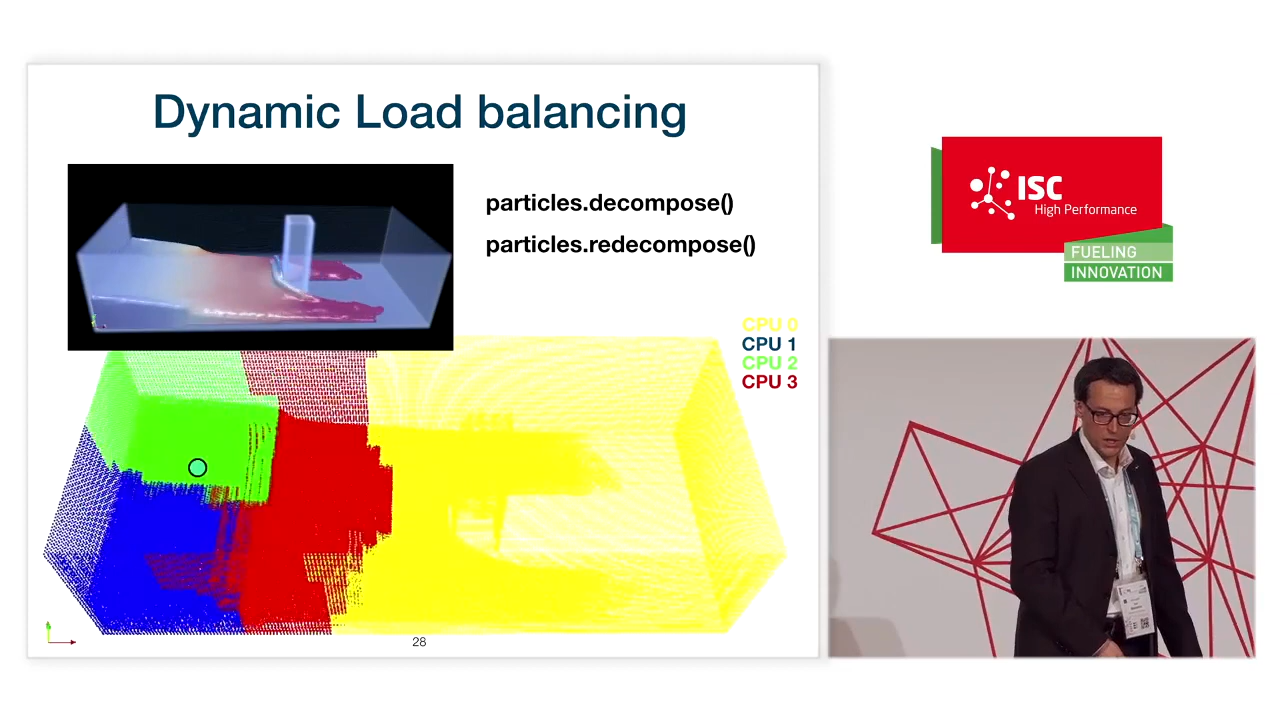 Dynamic Load balancing
particles.decompose()
particles.redecompose()
CPU 0
CPU 1
CPU 2
CPU 3
28
ISC
High Performance
FUELING
INNOVATION